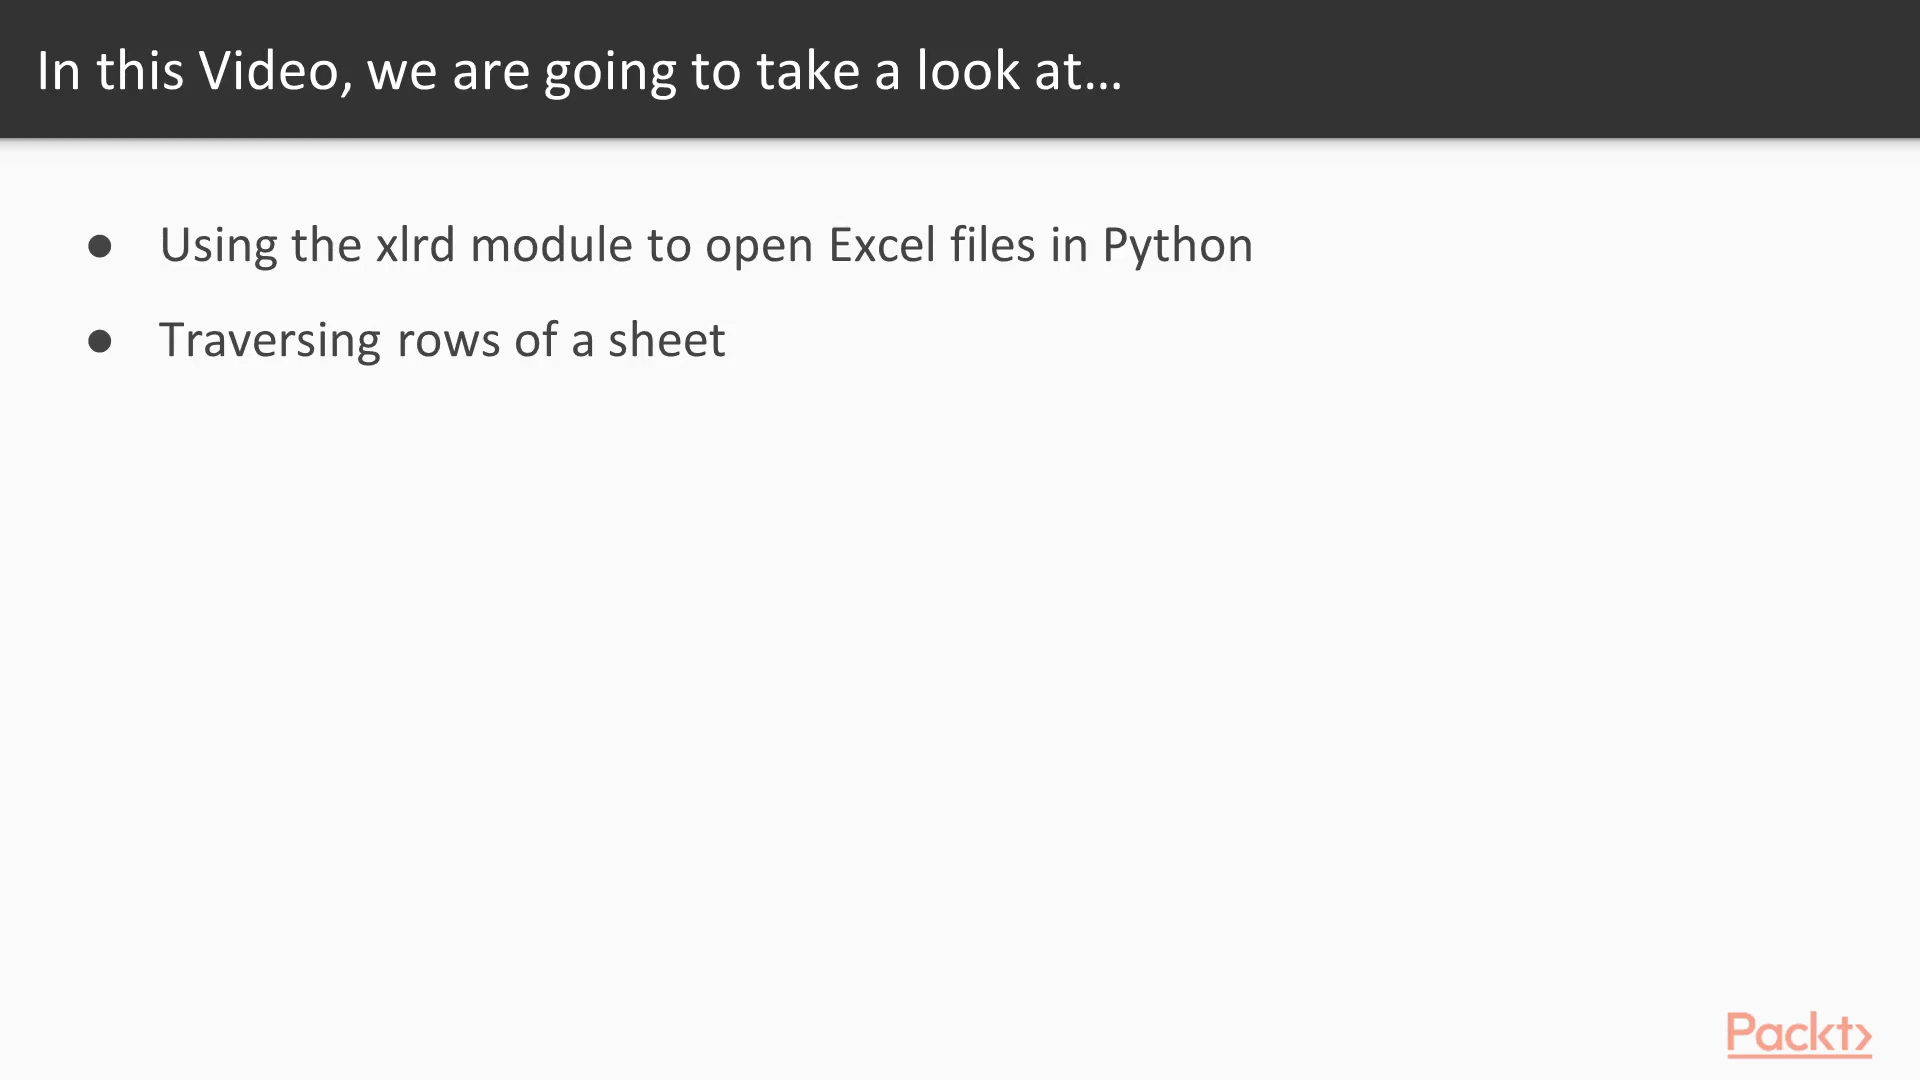 In this Video, we are going to take a look at...
● Using the xlrd module to open Excel files in Python
● Traversing rows of a sheet
Packt>